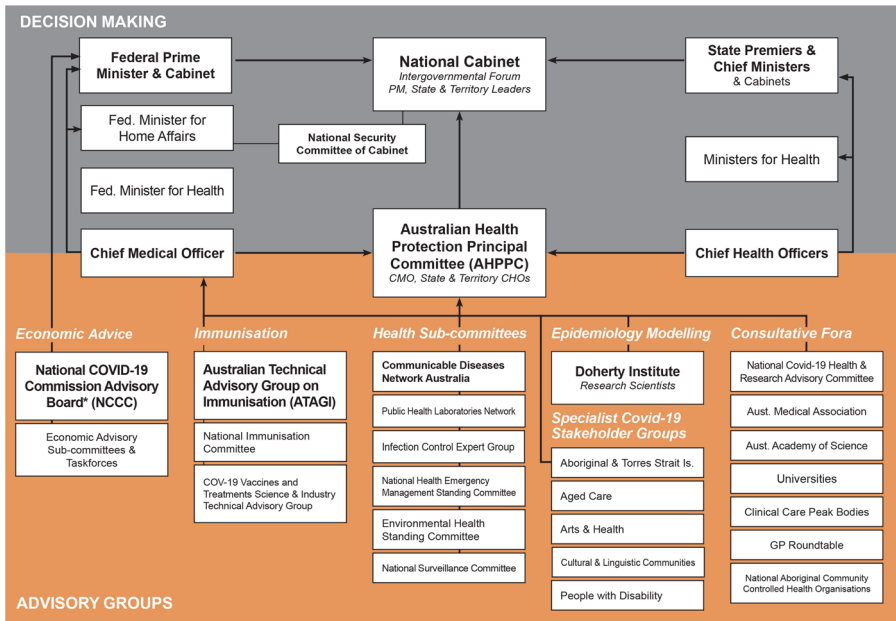 DECISION MAKING
Federal Prime
Minister & Cabinet
National Cabinet
Intergovernmental Forum
PM, State & Territory Leaders
State Premiers &
Chief Ministers
& Cabinets
Fed. Minister for
Home Affairs
National Security
Committee of Cabinet
Ministers for Health
Fed. Minister for Health
Chief Medical Officer
Australian Health
Protection Principal
Committee (AHPPC)
CMO, State & Territory CHOs
Chief Health Officers
Economic Advice
National COVID-19
Commission Advisory
Board* (NCCC)
Economic Advisory
Sub-committees &
Taskforces
Immunisation
Australian Technical
Advisory Group on
Immunisation (ATAGI)
National Immunisation
Committee
COV-19 Vaccines and
Treatments Science & Industry
Technical Advisory Group
Health Sub-committees
Communicable Diseases
Network Australia
Public Health Laboratories Network
Infection Control Expert Group
National Health Emergency
Management Standing Committee
Environmental Health
Standing Committee
National Surveillance Committee
Epidemiology Modelling
Doherty Institute
Research Scientists
Specialist Covid-19
Stakeholder Groups
Aboriginal & Torres Strait Is.
Aged Care
Arts & Health
Cultural & Linguistic Communities
People with Disability
Consultative Fora
National Covid-19 Health &
Research Advisory Committee
Aust. Medical Association
Aust. Academy of Science
Universities
Clinical Care Peak Bodies
GP Roundtable
National Aboriginal Community
Controlled Health Organisations
ADVISORY GROUPS